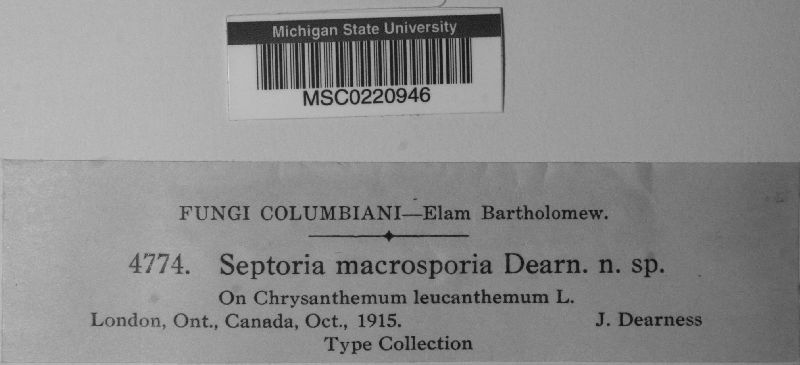 Michigan State University
MSC0220946
FUNGI COLUMBIANI—Elam Bartholomew.
4774. Septoria macrosporia Dearn. n. sp.
On Chrysanthemum leucanthemum L.
London, Ont., Canada, Oct., 1915. J. Dearness
Type Collection